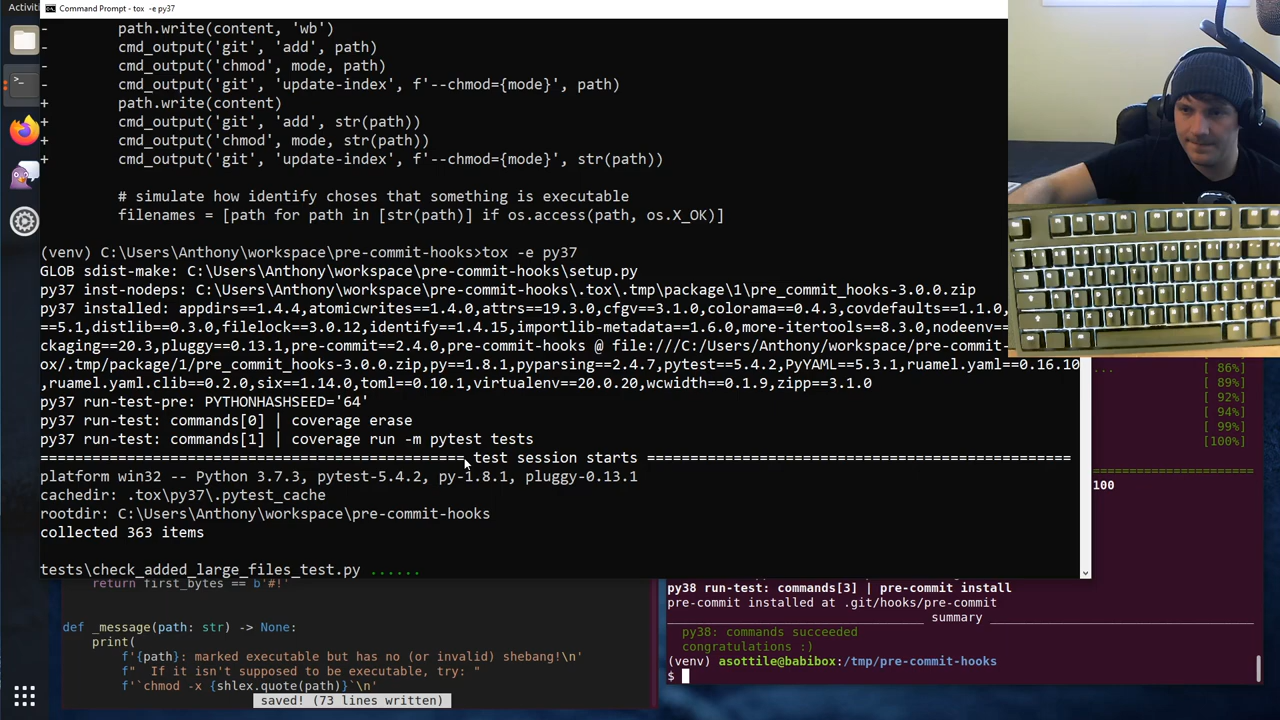 Activiti
Command Prompt - tox -e py37
-        path.write(content, 'wb')
-        cmd_output('git', 'add', path)
-        cmd_output('chmod', mode, path)
-        cmd_output('git', 'update-index', f'--chmod={mode}', path)
+        path.write(content)
+        cmd_output('git', 'add', str(path))
+        cmd_output('chmod', mode, str(path))
+        cmd_output('git', 'update-index', f'--chmod={mode}', str(path))
# simulate how identify choses that something is executable
filenames = [path for path in [str(path)] if os.access(path, os.X_OK)]
(venv) C:\Users\Anthony\workspace\pre-commit-hooks>tox -e py37
GLOB sdist-make: C:\Users\Anthony\workspace\pre-commit-hooks\setup.py
py37 inst-nodeps: C:\Users\Anthony\workspace\pre-commit-hooks\.tox\.tmp\package\1\pre_commit_hooks-3.0.0.zip
py37 installed: appdirs==1.4.4,atomicwrites==1.4.0,attrs==19.3.0,cfgv==3.1.0,colorama==0.4.3,covdefaults==1.1.0,
==5.1,distlib==0.3.0,filelock==3.0.12,identify==1.4.15,importlib-metadata==1.6.0,more-itertools==8.3.0,nodeenv==
ckaging==20.3,pluggy==0.13.1,pre-commit==2.4.0,pre-commit-hooks @ file:///C:/Users/Anthony/workspace/pre-commit-
ox/.tmp/package/1/pre_commit_hooks-3.0.0.zip,py==1.8.1,pyparsing==2.4.7,pytest==5.4.2,PyYAML==5.3.1,ruamel.yaml==0.16.10
,ruamel.yaml.clib==0.2.0,six==1.14.0,toml==0.10.1,virtualenv==20.0.20,wcwidth==0.1.9,zipp==3.1.0
py37 run-test-pre: PYTHONHASHSEED='64'
py37 run-test: commands[0] | coverage erase
py37 run-test: commands[1] | coverage run -m pytest tests
=========================================================== test session starts ===========================================================
platform win32 -- Python 3.7.3, pytest-5.4.2, py-1.8.1, pluggy-0.13.1
cachedir: .tox\py37\.pytest_cache
rootdir: C:\Users\Anthony\workspace\pre-commit-hooks
collected 363 items
tests\check_added_large_files_test.py ......
... [ 86%]
[ 89%]
[ 92%]
[ 94%]
[ 99%]
[100%]
100
return first_bytes == b'#!'
def _message(path: str) -> None:
print(
f'{path}: marked executable but has no (or invalid) shebang!\n'
f"  If it isn't supposed to be executable, try: "
f'`chmod -x {shlex.quote(path)}`\n'
saved! (73 lines written)
py38 run-test: commands[3] | pre-commit install
pre-commit installed at .git/hooks/pre-commit
summary
py38: commands succeeded
congratulations :)
(venv) asottile@babibox:/tmp/pre-commit-hooks
$